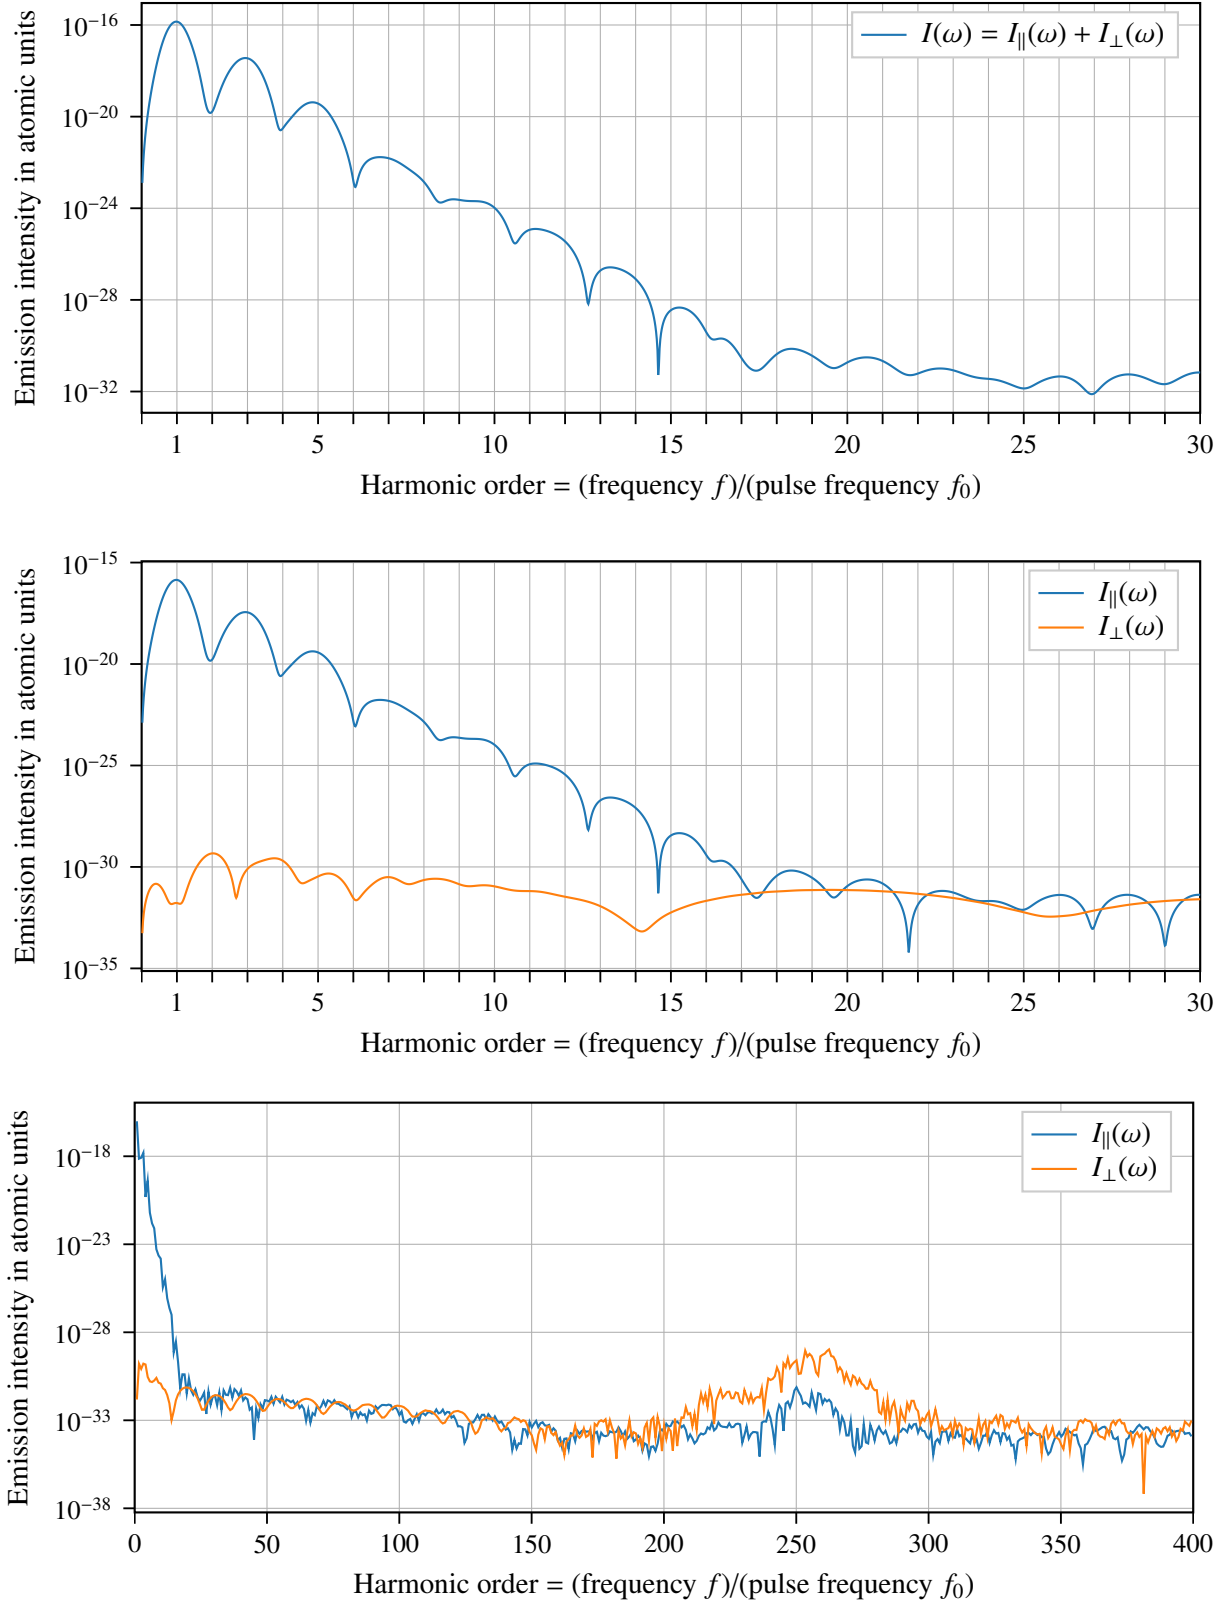 Emission intensity in atomic units
10⁻¹⁶
10⁻²⁰
10⁻²⁴
10⁻²⁸
10⁻³²
I(ω) = I∥(ω) + I⊥(ω)
1 5 10 15 20 25 30
Harmonic order = (frequency f)/(pulse frequency f₀)
Emission intensity in atomic units
10⁻¹⁵
10⁻²⁰
10⁻²⁵
10⁻³⁰
10⁻³⁵
I∥(ω)
I⊥(ω)
1 5 10 15 20 25 30
Harmonic order = (frequency f)/(pulse frequency f₀)
Emission intensity in atomic units
10⁻¹⁸
10⁻²³
10⁻²⁸
10⁻³³
10⁻³⁸
I∥(ω)
I⊥(ω)
0 50 100 150 200 250 300 350 400
Harmonic order = (frequency f)/(pulse frequency f₀)